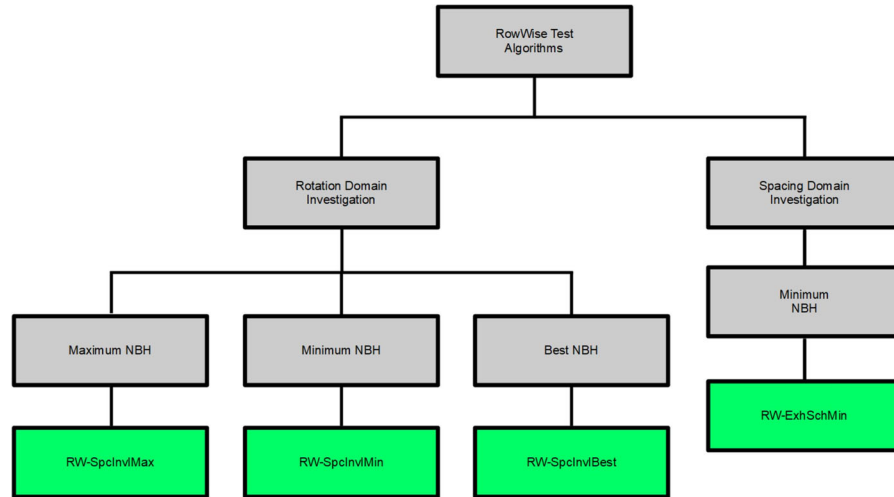 RowWise Test
Algorithms
Rotation Domain
Investigation
Spacing Domain
Investigation
Minimum
NBH
Maximum NBH
Minimum NBH
Best NBH
RW-ExhSchMin
RW-SpcInvlMax
RW-SpcInvlMin
RW-SpcInvlBest